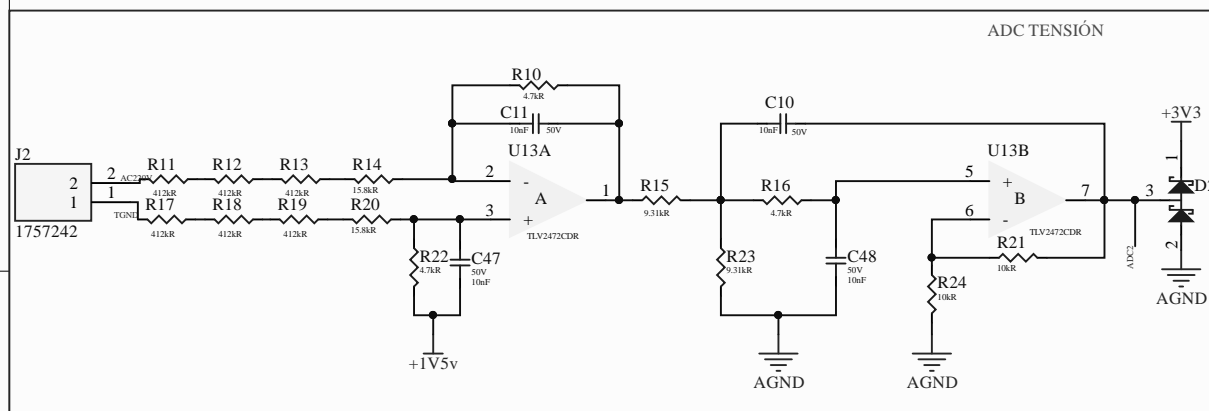 ADC TENSIÓN
R10
4.7kR
C11
10nF 50V
C10
10nF 50V
+3V3
J2
U13A
U13B
2 2 AC230V R11 R12 R13 R14 2 - A 1
412kR 412kR 412kR 15.8kR
1 1 TGND R17 R18 R19 R20 3 + TLV2472CDR
412kR 412kR 412kR 15.8kR
1757242
R15
9.31kR
R16
4.7kR
5 + B 7
6 - TLV2472CDR
3 1 2
R22
4.7kR
C47
50V
10nF
R23
9.31kR
C48
50V
10nF
R21
10kR
R24
10kR
ADC2
+1V5v
AGND
AGND
AGND